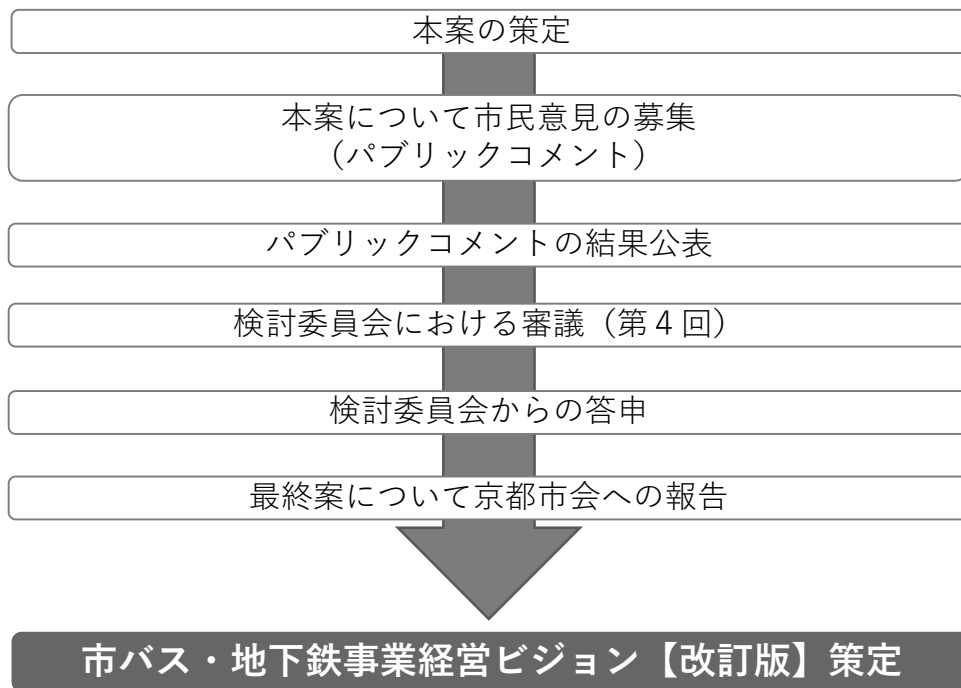 本案の策定
本案について市民意見の募集
（パブリックコメント）
パブリックコメントの結果公表
検討委員会における審議（第４回）
検討委員会からの答申
最終案について京都市会への報告
市バス・地下鉄事業経営ビジョン【改訂版】策定